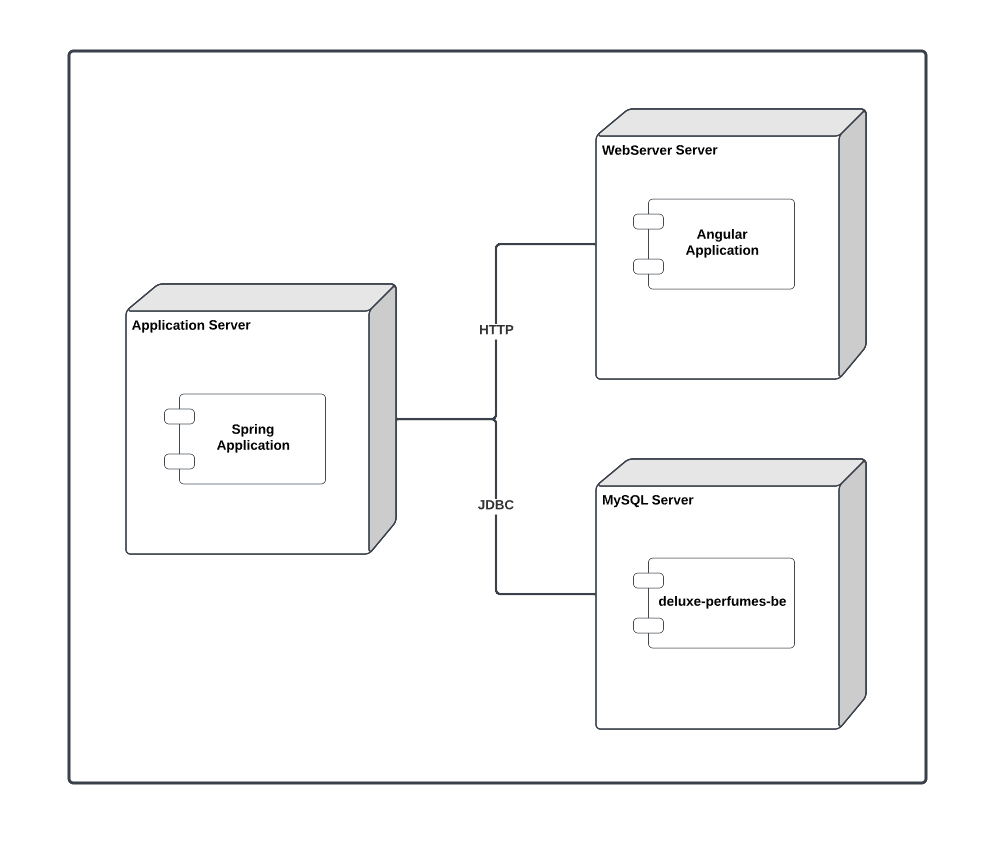 WebServer Server
Angular
Application
Application Server
Spring
Application
HTTP
JDBC
MySQL Server
deluxe-perfumes-be